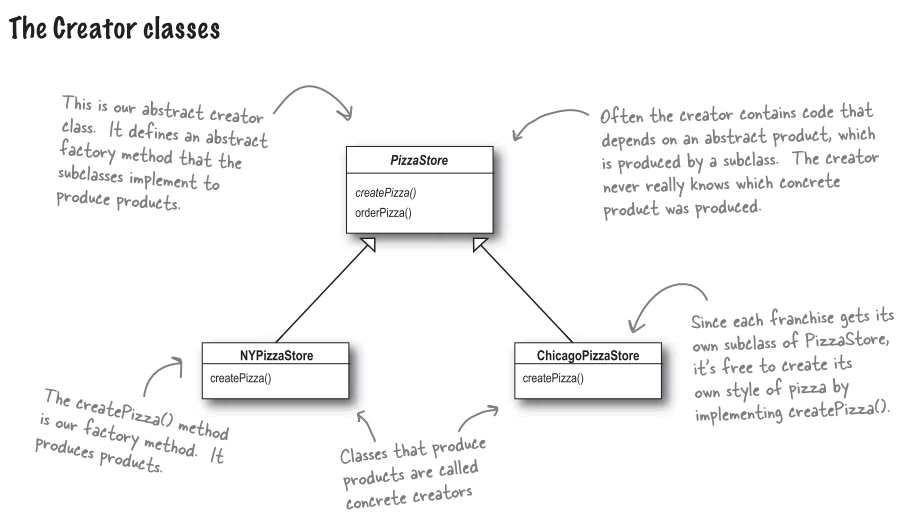 The Creator classes
This is our abstract creator
class. It defines an abstract
factory method that the
subclasses implement to
produce products.
Often the creator contains code that
depends on an abstract product, which
is produced by a subclass. The creator
never really knows which concrete
product was produced.
PizzaStore
createPizza()
orderPizza()
NYPizzaStore
createPizza()
ChicagoPizzaStore
createPizza()
Since each franchise gets its
own subclass of PizzaStore,
it's free to create its
own style of pizza by
implementing createPizza().
The createPizza() method
is our factory method. It
produces products.
Classes that produce
products are called
concrete creators